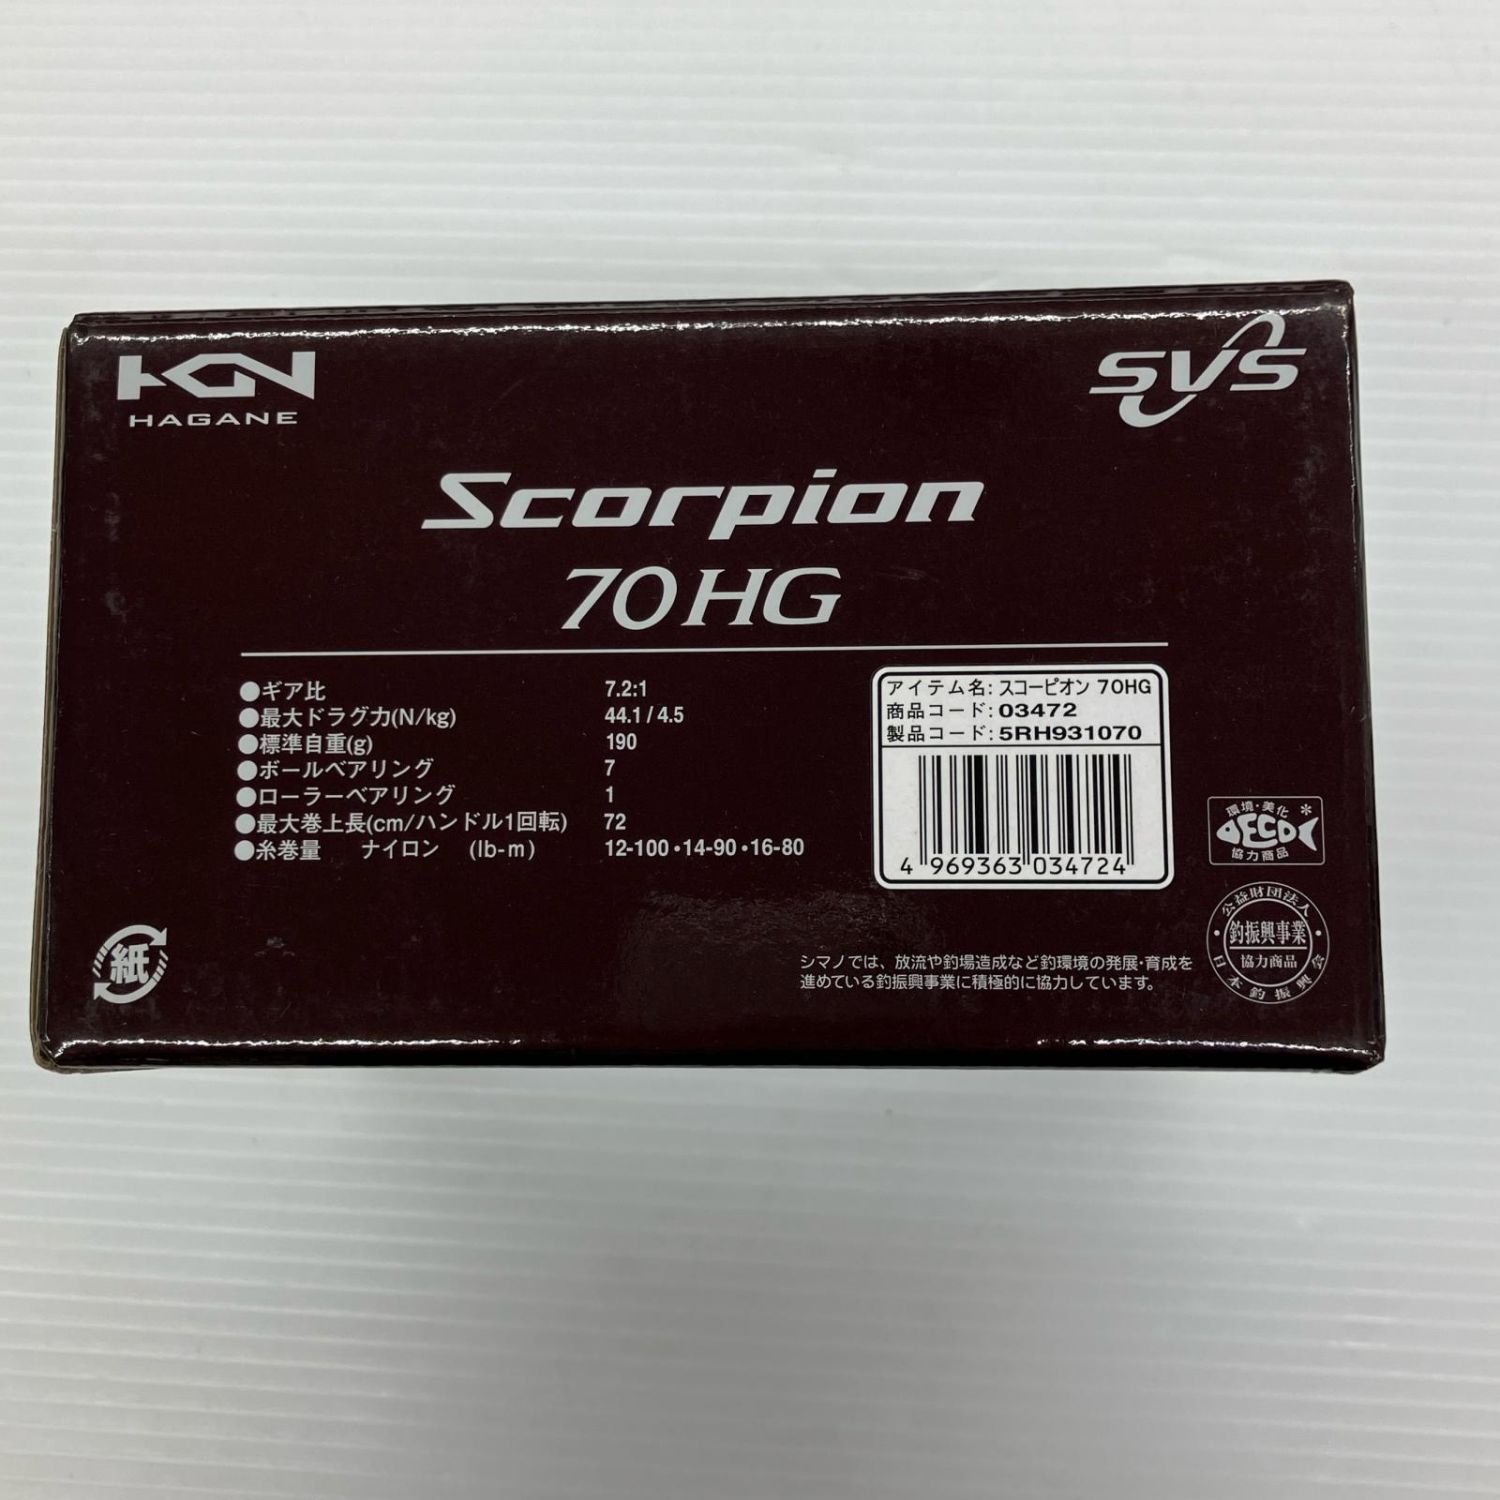 KGN
HAGANE
SVS
Scorpion
70HG
●ギア比 7.2:1
●最大ドラグ力(N/kg) 44.1/4.5
●標準自重(g) 190
●ボールベアリング 7
●ローラーベアリング 1
●最大巻上長(cm/ハンドル1回転) 72
●糸巻量 ナイロン (lb-m) 12-100・14-90・16-80
アイテム名: スコーピオン 70HG
商品コード: 03472
製品コード: 5RH931070
4 969363 034724
環境・美化
ECO
協力商品
公益財団法人
釣振興事業
協力商品
日本釣振興会
紙
シマノでは、放流や釣場造成など釣環境の発展・育成を
進めている釣振興事業に積極的に協力しています。